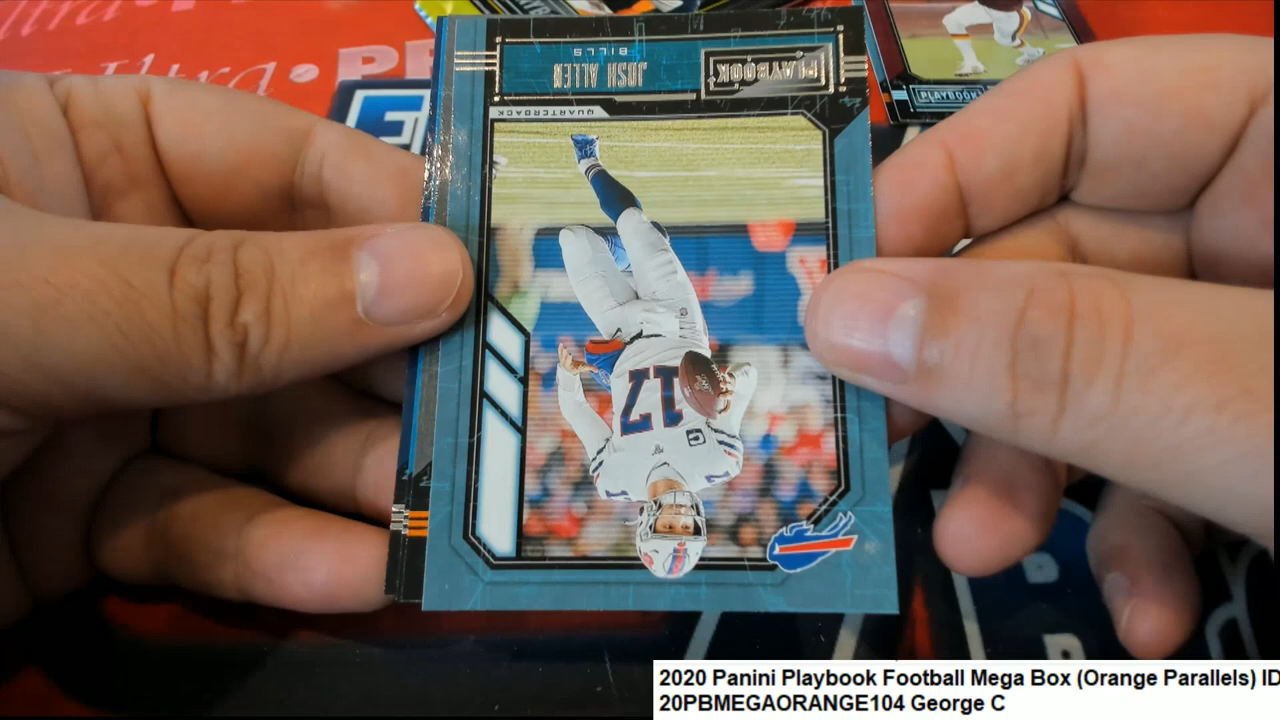 JOSH ALLEN
BILLS
PLAYBOOK
QUARTERBACK
17
PLAYBOOK
2020 Panini Playbook Football Mega Box (Orange Parallels) ID
20PBMEGAORANGE104 George C